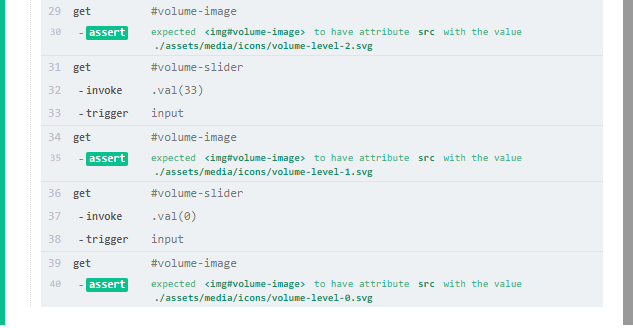 29 get #volume-image
30 -assert expected <img#volume-image> to have attribute src with the value
./assets/media/icons/volume-level-2.svg
31 get #volume-slider
32 -invoke .val(33)
33 -trigger input
34 get #volume-image
35 -assert expected <img#volume-image> to have attribute src with the value
./assets/media/icons/volume-level-1.svg
36 get #volume-slider
37 -invoke .val(0)
38 -trigger input
39 get #volume-image
40 -assert expected <img#volume-image> to have attribute src with the value
./assets/media/icons/volume-level-0.svg